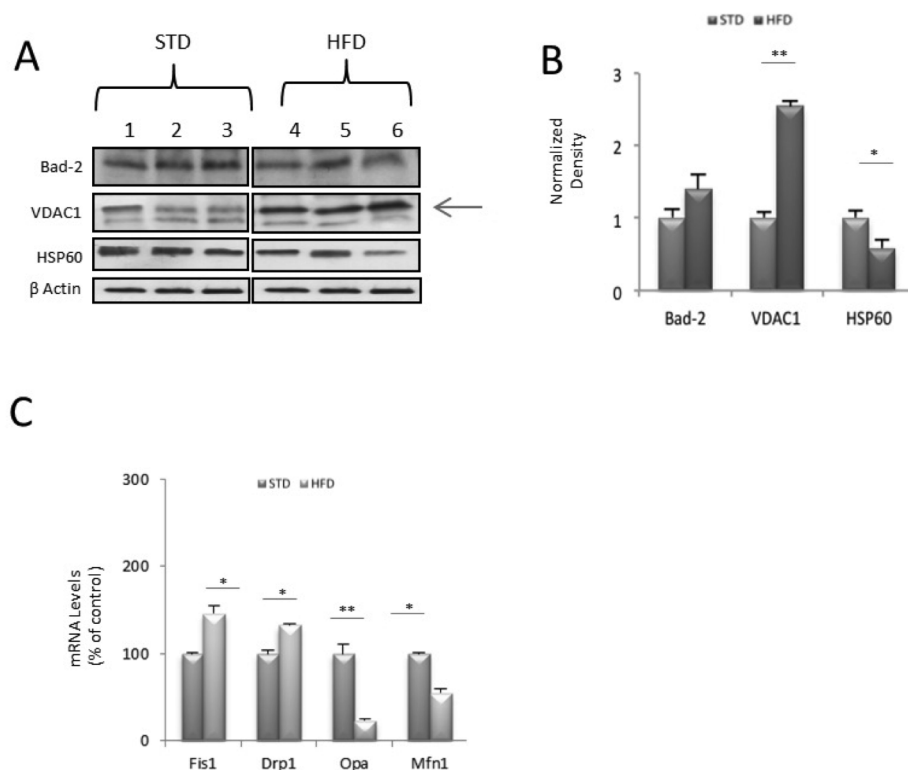 A
STD HFD
1 2 3 4 5 6
Bad-2
VDAC1
HSP60
β Actin
B
STD HFD
**
*
3
2
1
0
Normalized
Density
Bad-2 VDAC1 HSP60
C
STD HFD
300
200
100
0
mRNA Levels
(% of control)
* * ** *
Fis1 Drp1 Opa Mfn1